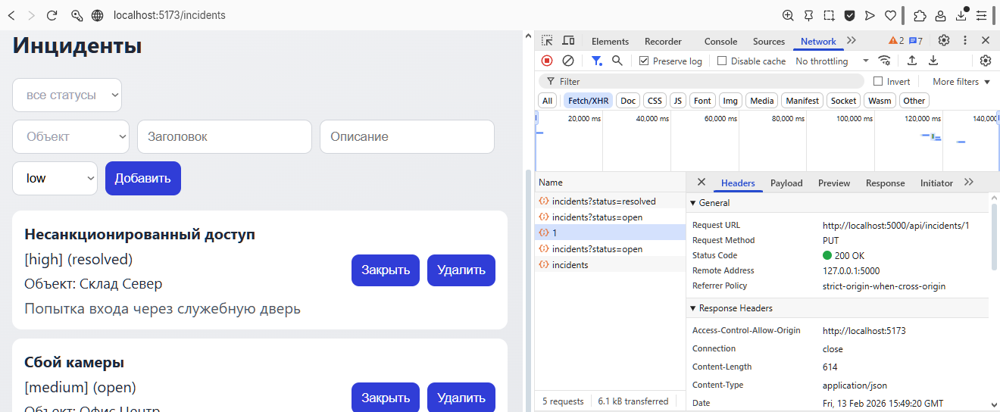 localhost:5173/incidents
Инциденты
все статусы
Объект Заголовок Описание
low Добавить
Несанкционированный доступ
[high] (resolved)
Объект: Склад Север
Попытка входа через служебную дверь
Закрыть Удалить
Сбой камеры
[medium] (open)
Объект: Офис Центр
Закрыть Удалить
Elements Recorder Console Sources Network 2 7
Preserve log Disable cache No throttling
Filter Invert More filters
All Fetch/XHR Doc CSS JS Font Img Media Manifest Socket Wasm Other
20,000 ms 40,000 ms 60,000 ms 80,000 ms 100,000 ms 120,000 ms 140,00
Name
incidents?status=resolved
incidents?status=open
1
incidents?status=open
incidents
5 requests 6.1 kB transferred
Headers Payload Preview Response Initiator
General
Request URL http://localhost:5000/api/incidents/1
Request Method PUT
Status Code 200 OK
Remote Address 127.0.0.1:5000
Referrer Policy strict-origin-when-cross-origin
Response Headers
Access-Control-Allow-Origin http://localhost:5173
Connection close
Content-Length 614
Content-Type application/json
Date Fri, 13 Feb 2026 15:49:20 GMT